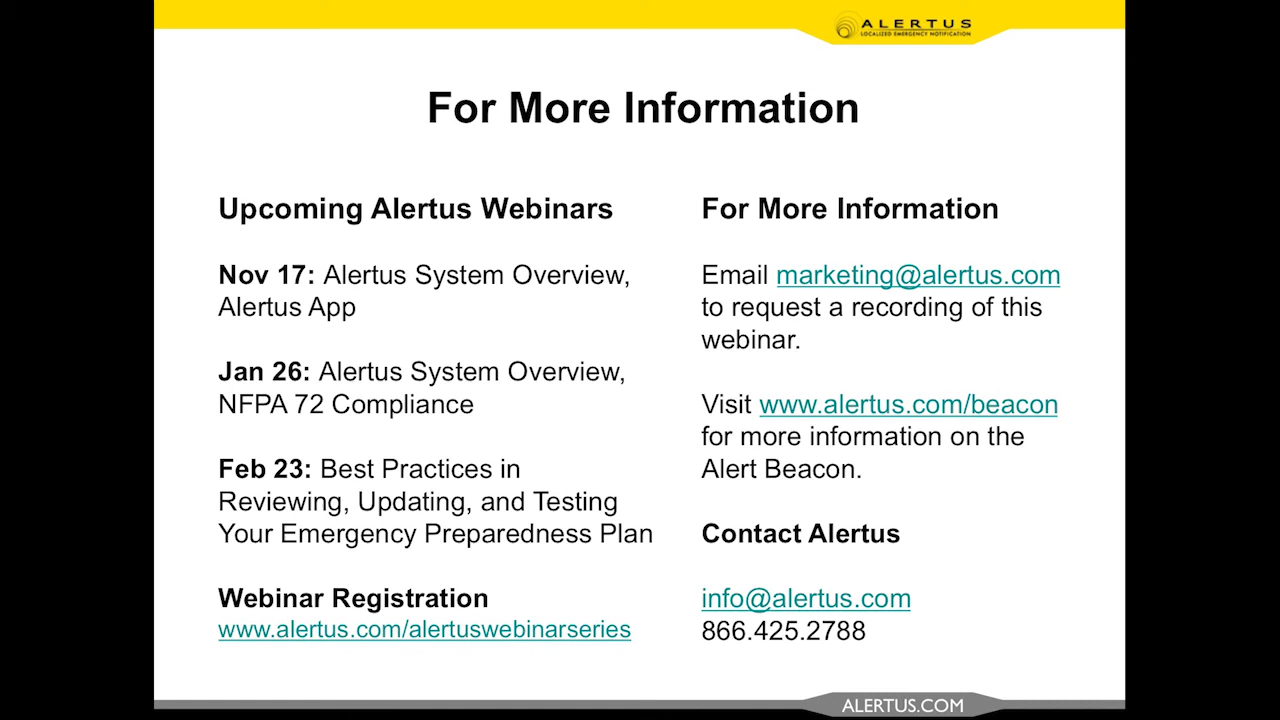 ALERTUS
LOCALIZED EMERGENCY NOTIFICATION
For More Information
Upcoming Alertus Webinars
Nov 17: Alertus System Overview,
Alertus App
Jan 26: Alertus System Overview,
NFPA 72 Compliance
Feb 23: Best Practices in
Reviewing, Updating, and Testing
Your Emergency Preparedness Plan
Webinar Registration
www.alertus.com/alertuswebinarseries
For More Information
Email marketing@alertus.com
to request a recording of this
webinar.
Visit www.alertus.com/beacon
for more information on the
Alert Beacon.
Contact Alertus
info@alertus.com
866.425.2788
ALERTUS.COM